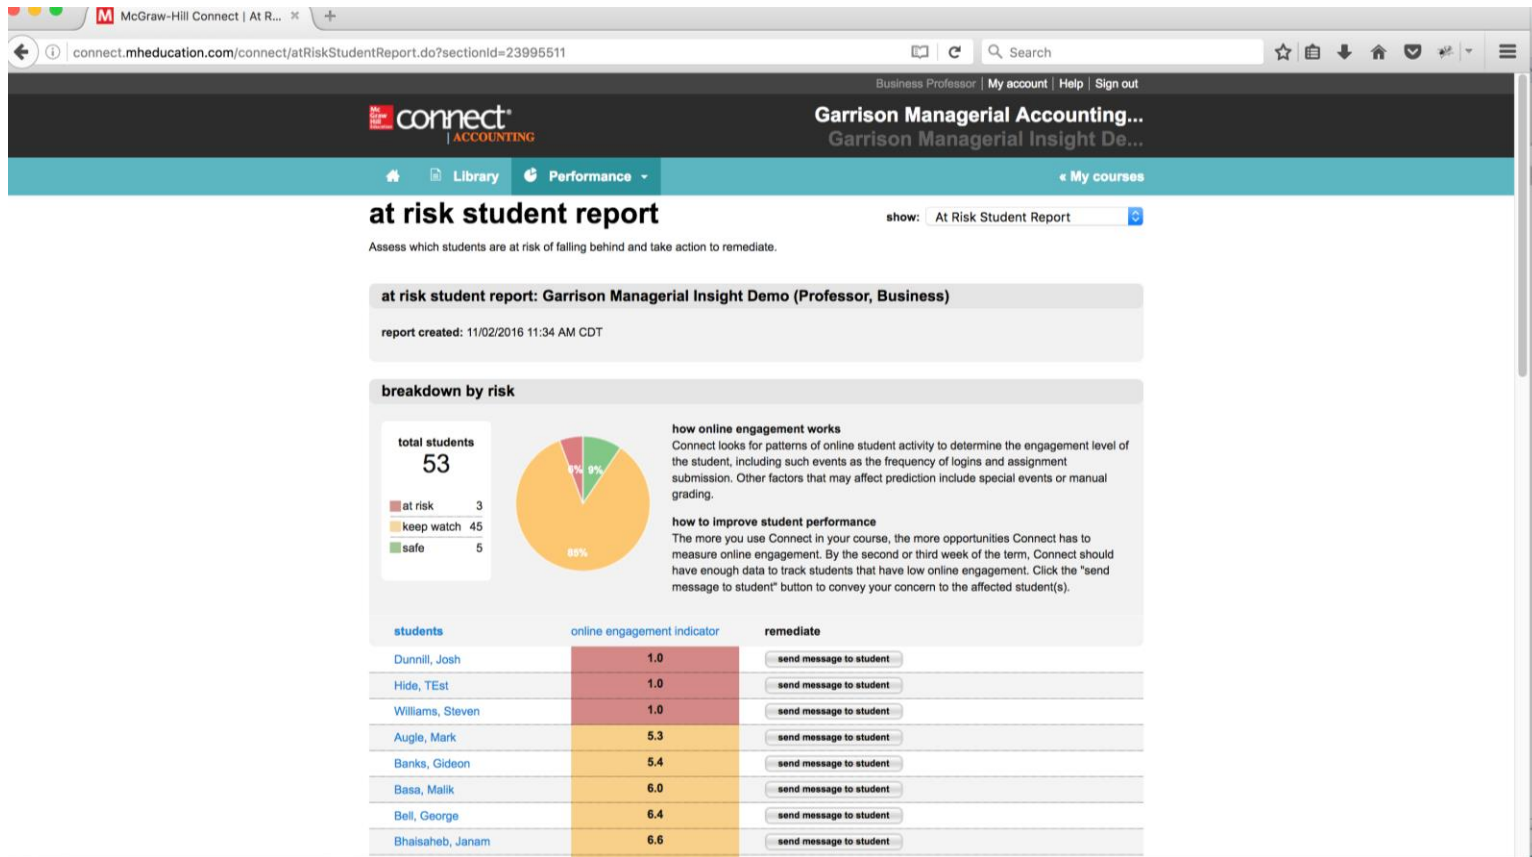 McGraw-Hill Connect | At R...
connect.mheducation.com/connect/atRiskStudentReport.do?sectionId=23995511
Search
Business Professor | My account | Help | Sign out
Mc Graw Hill Education connect
| ACCOUNTING
Garrison Managerial Accounting...
Garrison Managerial Insight De...
Library Performance
« My courses
at risk student report
show: At Risk Student Report
Assess which students are at risk of falling behind and take action to remediate.
at risk student report: Garrison Managerial Insight Demo (Professor, Business)
report created: 11/02/2016 11:34 AM CDT
breakdown by risk
total students
53
at risk 3
keep watch 45
safe 5
6% 9%
85%
how online engagement works
Connect looks for patterns of online student activity to determine the engagement level of
the student, including such events as the frequency of logins and assignment
submission. Other factors that may affect prediction include special events or manual
grading.
how to improve student performance
The more you use Connect in your course, the more opportunities Connect has to
measure online engagement. By the second or third week of the term, Connect should
have enough data to track students that have low online engagement. Click the "send
message to student" button to convey your concern to the affected student(s).
students online engagement indicator remediate
Dunnill, Josh 1.0 send message to student
Hide, TEst 1.0 send message to student
Williams, Steven 1.0 send message to student
Augle, Mark 5.3 send message to student
Banks, Gideon 5.4 send message to student
Basa, Malik 6.0 send message to student
Bell, George 6.4 send message to student
Bhaisaheb, Janam 6.6 send message to student